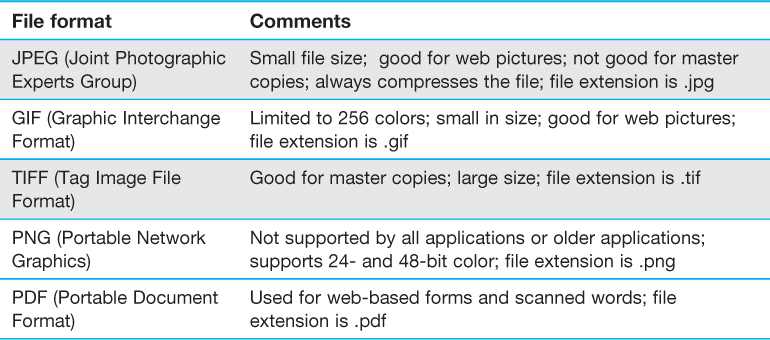 File format Comments
JPEG (Joint Photographic Small file size; good for web pictures; not good for master
Experts Group) copies; always compresses the file; file extension is .jpg
GIF (Graphic Interchange Limited to 256 colors; small in size; good for web pictures;
Format) file extension is .gif
TIFF (Tag Image File Good for master copies; large size; file extension is .tif
Format)
PNG (Portable Network Not supported by all applications or older applications;
Graphics) supports 24- and 48-bit color; file extension is .png
PDF (Portable Document Used for web-based forms and scanned words; file
Format) extension is .pdf